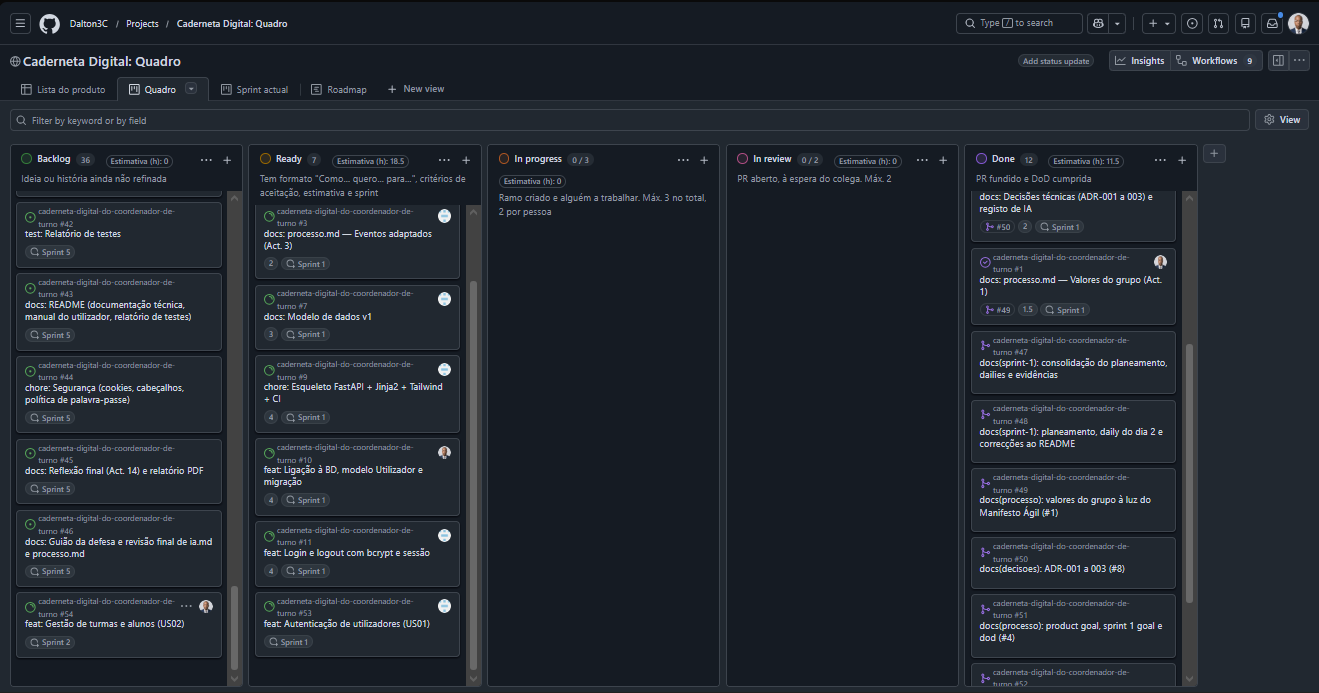 Dalton3C / Projects / Caderneta Digital: Quadro
Type / to search
Caderneta Digital: Quadro
Add status update
Insights
Workflows 9
Lista do produto
Quadro
Sprint actual
Roadmap
New view
Filter by keyword or by field
View
Backlog 36 Estimativa (h): 0
Ideia ou história ainda não refinada
caderneta-digital-do-coordenador-de-
turno #42
test: Relatório de testes
Sprint 5
caderneta-digital-do-coordenador-de-
turno #43
docs: README (documentação técnica,
manual do utilizador, relatório de testes)
Sprint 5
caderneta-digital-do-coordenador-de-
turno #44
chore: Segurança (cookies, cabeçalhos,
política de palavra-passe)
Sprint 5
caderneta-digital-do-coordenador-de-
turno #45
docs: Reflexão final (Act. 14) e relatório PDF
Sprint 5
caderneta-digital-do-coordenador-de-
turno #46
docs: Guião da defesa e revisão final de ia.md
e processo.md
Sprint 5
caderneta-digital-do-coordenador-de-
turno #54
feat: Gestão de turmas e alunos (US02)
Sprint 2
Ready 7 Estimativa (h): 18.5
Tem formato "Como... quero... para...", critérios de
aceitação, estimativa e sprint
caderneta-digital-do-coordenador-de-
turno #3
docs: processo.md — Eventos adaptados
(Act. 3)
2 Sprint 1
caderneta-digital-do-coordenador-de-
turno #7
docs: Modelo de dados v1
3 Sprint 1
caderneta-digital-do-coordenador-de-
turno #9
chore: Esqueleto FastAPI + Jinja2 + Tailwind
+ CI
4 Sprint 1
caderneta-digital-do-coordenador-de-
turno #10
feat: Ligação à BD, modelo Utilizador e
migração
4 Sprint 1
caderneta-digital-do-coordenador-de-
turno #11
feat: Login e logout com bcrypt e sessão
4 Sprint 1
caderneta-digital-do-coordenador-de-
turno #53
feat: Autenticação de utilizadores (US01)
Sprint 1
In progress 0 / 3
Estimativa (h): 0
Ramo criado e alguém a trabalhar. Máx. 3 no total,
2 por pessoa
In review 0 / 2 Estimativa (h): 0
PR aberto, à espera do colega. Máx. 2
Done 12 Estimativa (h): 11.5
PR fundido e DoD cumprida
docs: Decisões técnicas (ADR-001 a 003) e
registo de IA
#50 2 Sprint 1
caderneta-digital-do-coordenador-de-
turno #1
docs: processo.md — Valores do grupo (Act.
1)
#49 1.5 Sprint 1
caderneta-digital-do-coordenador-de-
turno #47
docs(sprint-1): consolidação do planeamento,
dailies e evidências
caderneta-digital-do-coordenador-de-
turno #48
docs(sprint-1): planeamento, daily do dia 2 e
correcções ao README
caderneta-digital-do-coordenador-de-
turno #49
docs(processo): valores do grupo à luz do
Manifesto Ágil (#1)
caderneta-digital-do-coordenador-de-
turno #50
docs(decisoes): ADR-001 a 003 (#8)
caderneta-digital-do-coordenador-de-
turno #51
docs(processo): product goal, sprint 1 goal e
dod (#4)
caderneta-digital-do-coordenador-de-
turno #52